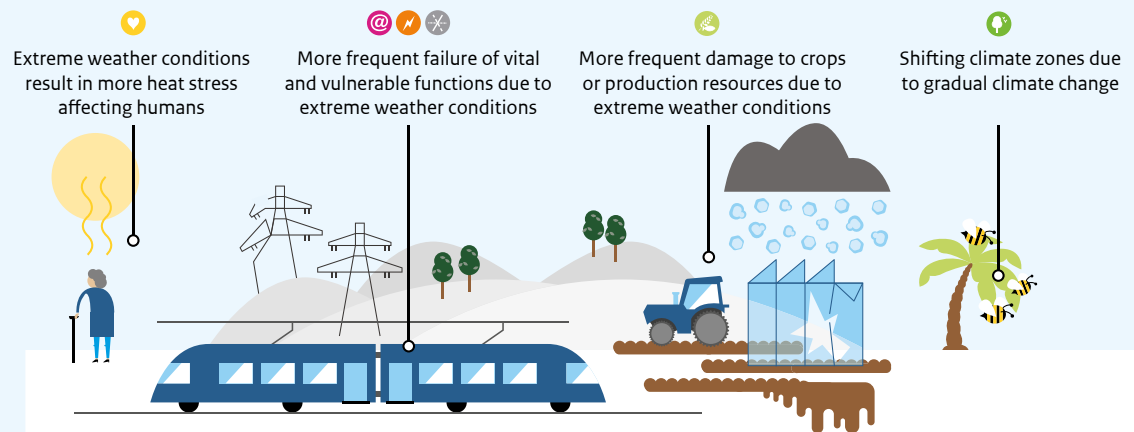 Extreme weather conditions
result in more heat stress
affecting humans
@
More frequent failure of vital
and vulnerable functions due to
extreme weather conditions
More frequent damage to crops
or production resources due to
extreme weather conditions
Shifting climate zones due
to gradual climate change